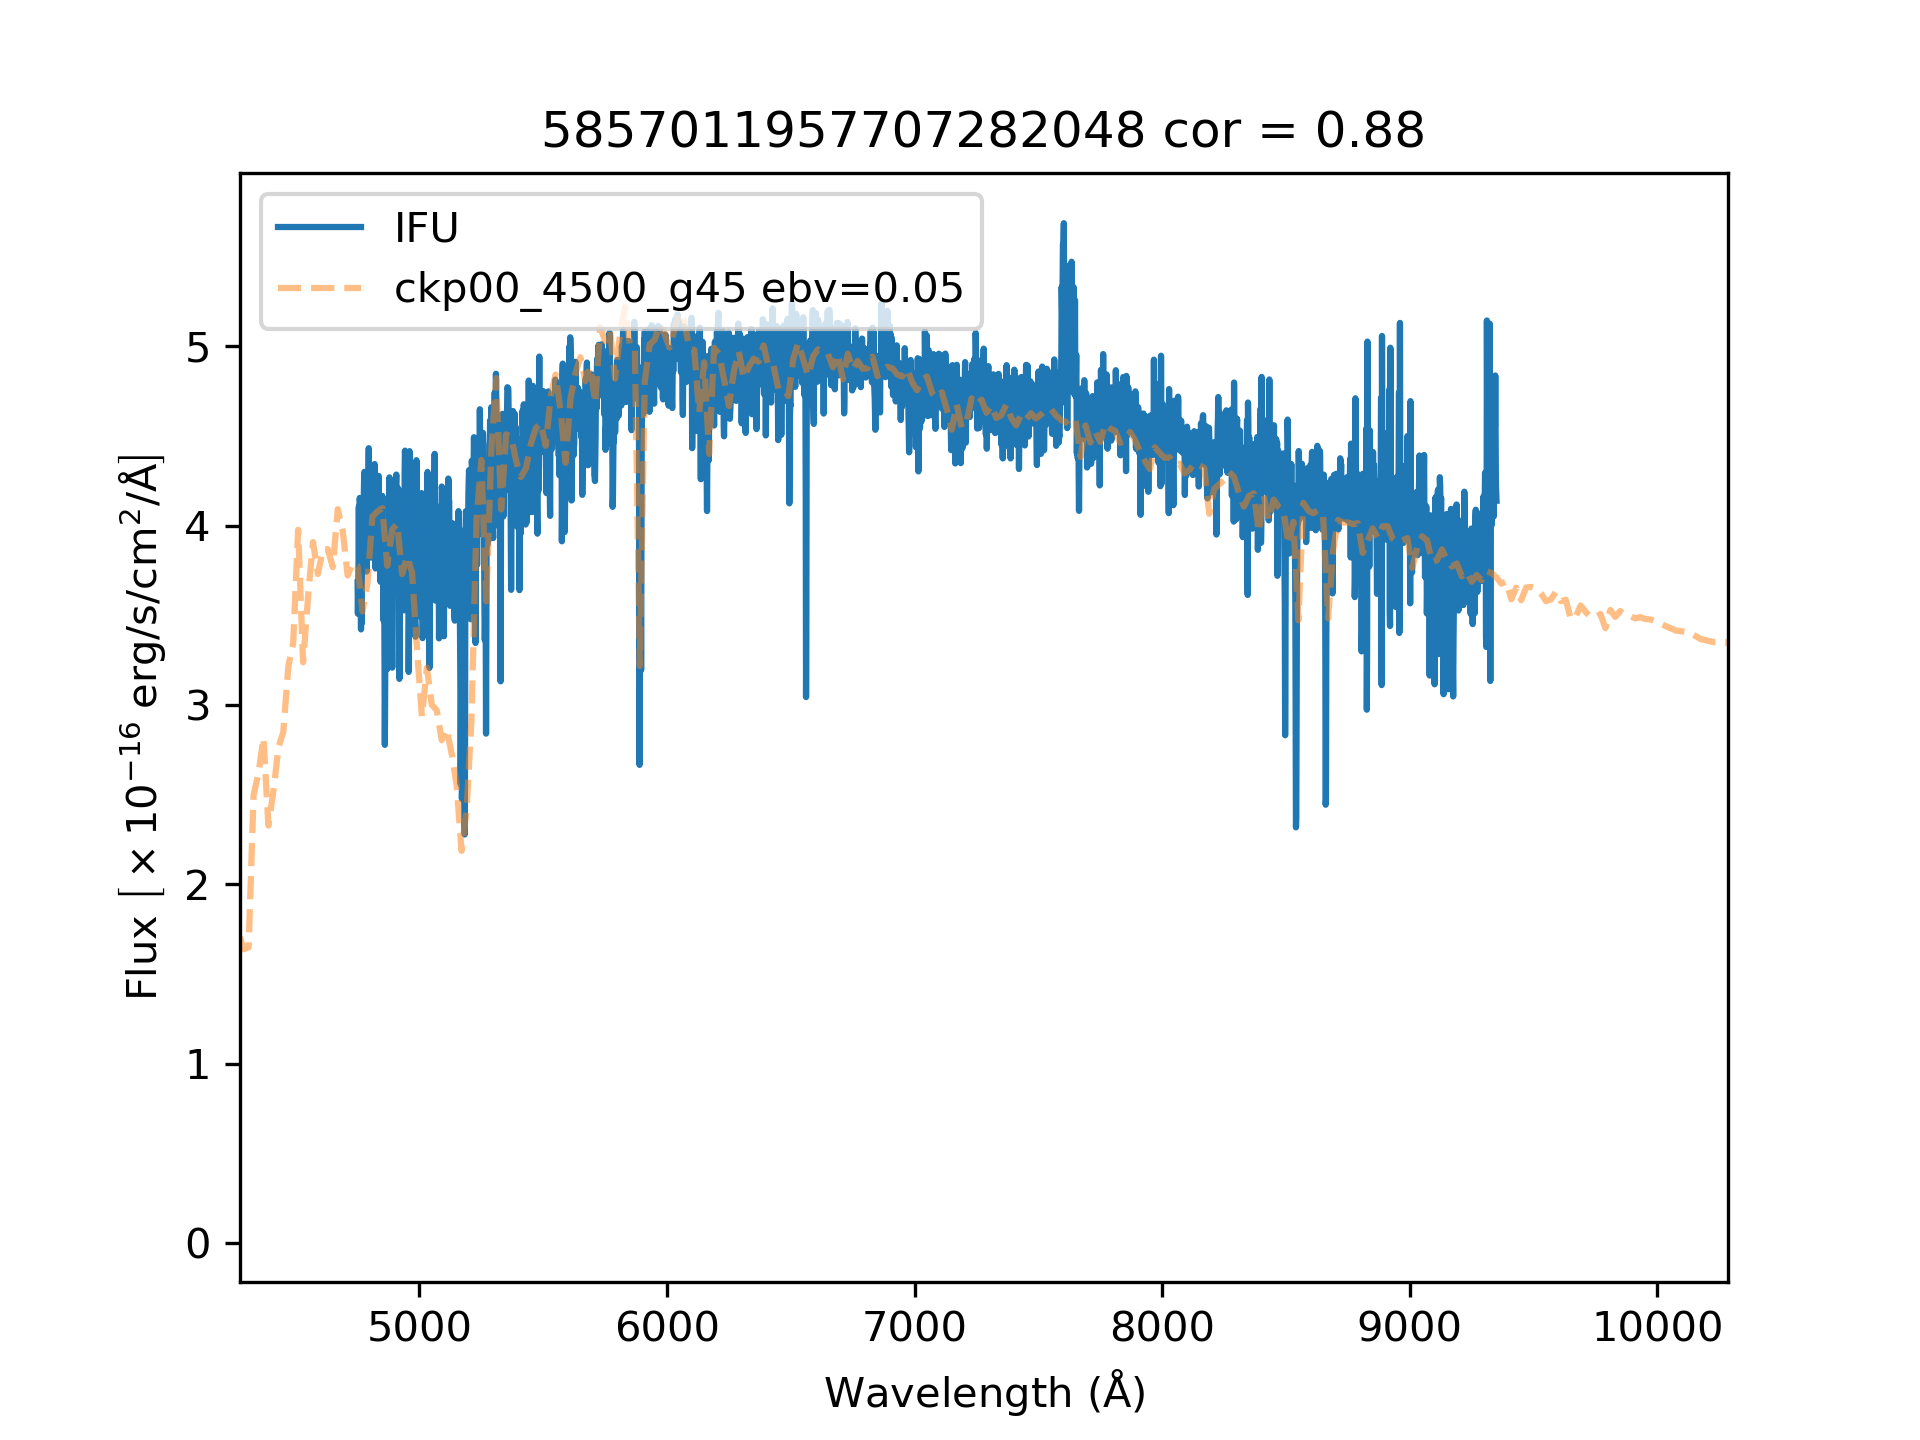 5857011957707282048 cor = 0.88
IFU
ckp00_4500_g45 ebv=0.05
Flux [× 10⁻¹⁶ erg/s/cm²/Å]
5
4
3
2
1
0
5000 6000 7000 8000 9000 10000
Wavelength (Å)